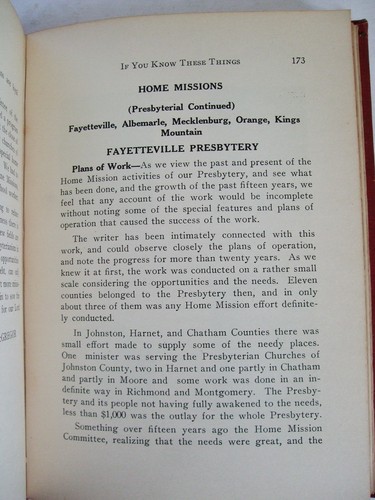 If You Know These Things 173
HOME MISSIONS
(Presbyterial Continued)
Fayetteville, Albemarle, Mecklenburg, Orange, Kings
Mountain
FAYETTEVILLE PRESBYTERY
Plans of Work—As we view the past and present of the
Home Mission activities of our Presbytery, and see what
has been done, and the growth of the past fifteen years, we
feel that any account of the work would be incomplete
without noting some of the special features and plans of
operation that caused the success of the work.
The writer has been intimately connected with this
work, and could observe closely the plans of operation,
and note the progress for more than twenty years. As we
knew it at first, the work was conducted on a rather small
scale considering the opportunities and the needs. Eleven
counties belonged to the Presbytery then, and in only
about three of them was any Home Mission effort definite-
ly conducted.
In Johnston, Harnet, and Chatham Counties there was
small effort made to supply some of the needy places.
One minister was serving the Presbyterian Churches of
Johnston County, two in Harnet and one partly in Chatham
and partly in Moore and some work was done in an in-
definite way in Richmond and Montgomery. The Presby-
tery and its people not having fully awakened to the needs,
less than $1,000 was the outlay for the whole Presbytery.
Something over fifteen years ago the Home Mission
Committee, realizing that the needs were great, and the